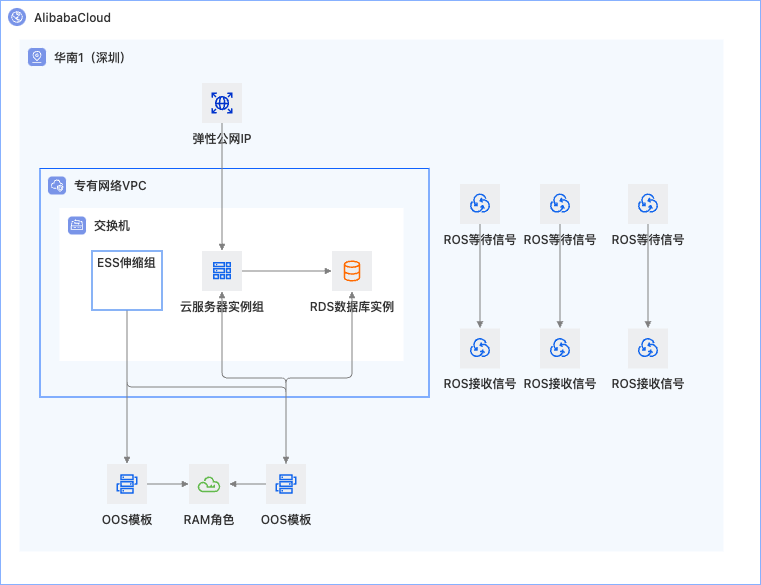 AlibabaCloud
华南1（深圳）
弹性公网IP
专有网络VPC
交换机
ESS伸缩组
云服务器实例组
RDS数据库实例
ROS等待信号
ROS等待信号
ROS等待信号
ROS接收信号
ROS接收信号
ROS接收信号
OOS模板
RAM角色
OOS模板